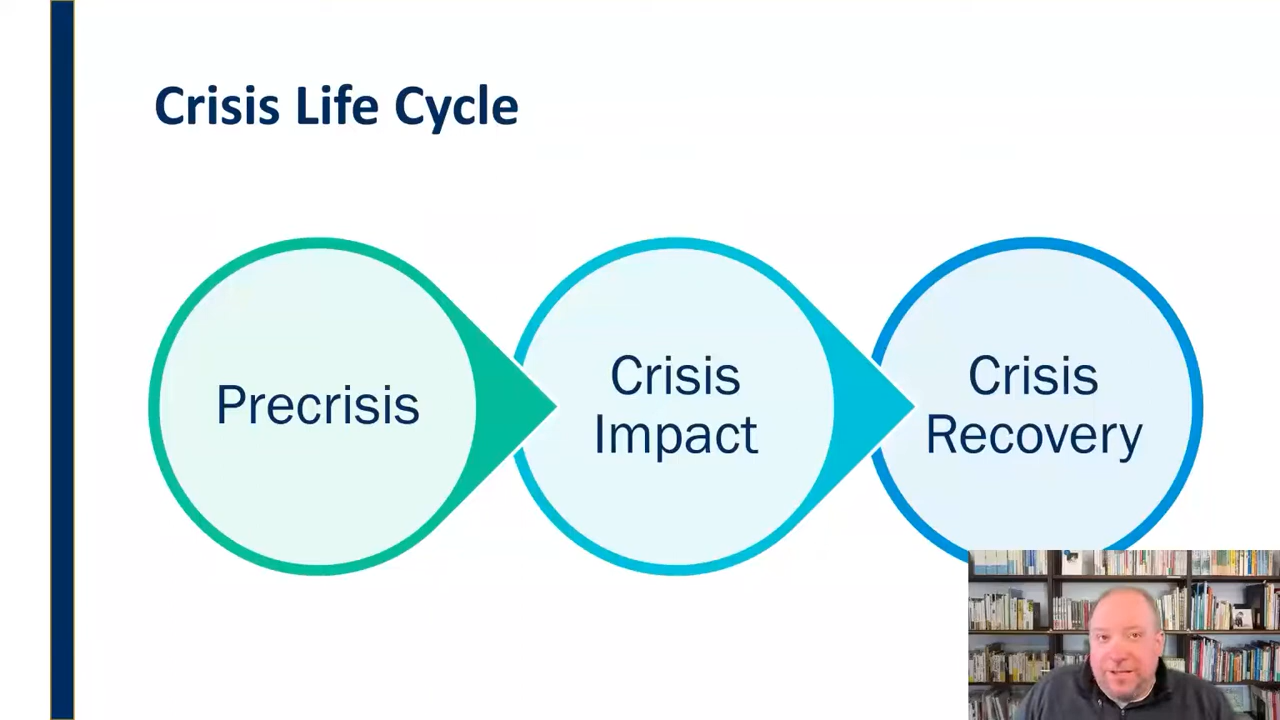 Crisis Life Cycle
Precrisis
Crisis
Impact
Crisis
Recovery